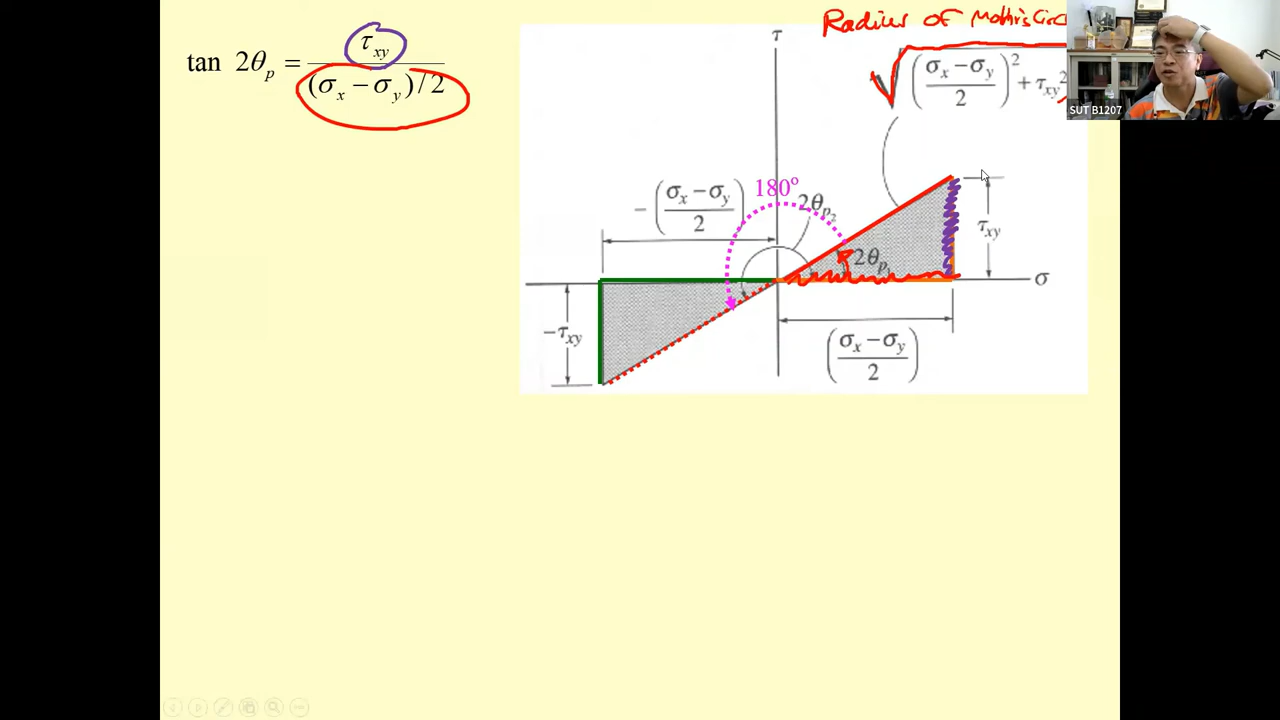 tan 2θp = τxy / (σx − σy)/2
Radius of Mohr's Circ
τ
√((σx − σy)/2)² + τxy²
SUT B1207
−((σx − σy)/2)
180º
2θp2
2θp1
τxy
σ
−τxy
((σx − σy)/2)